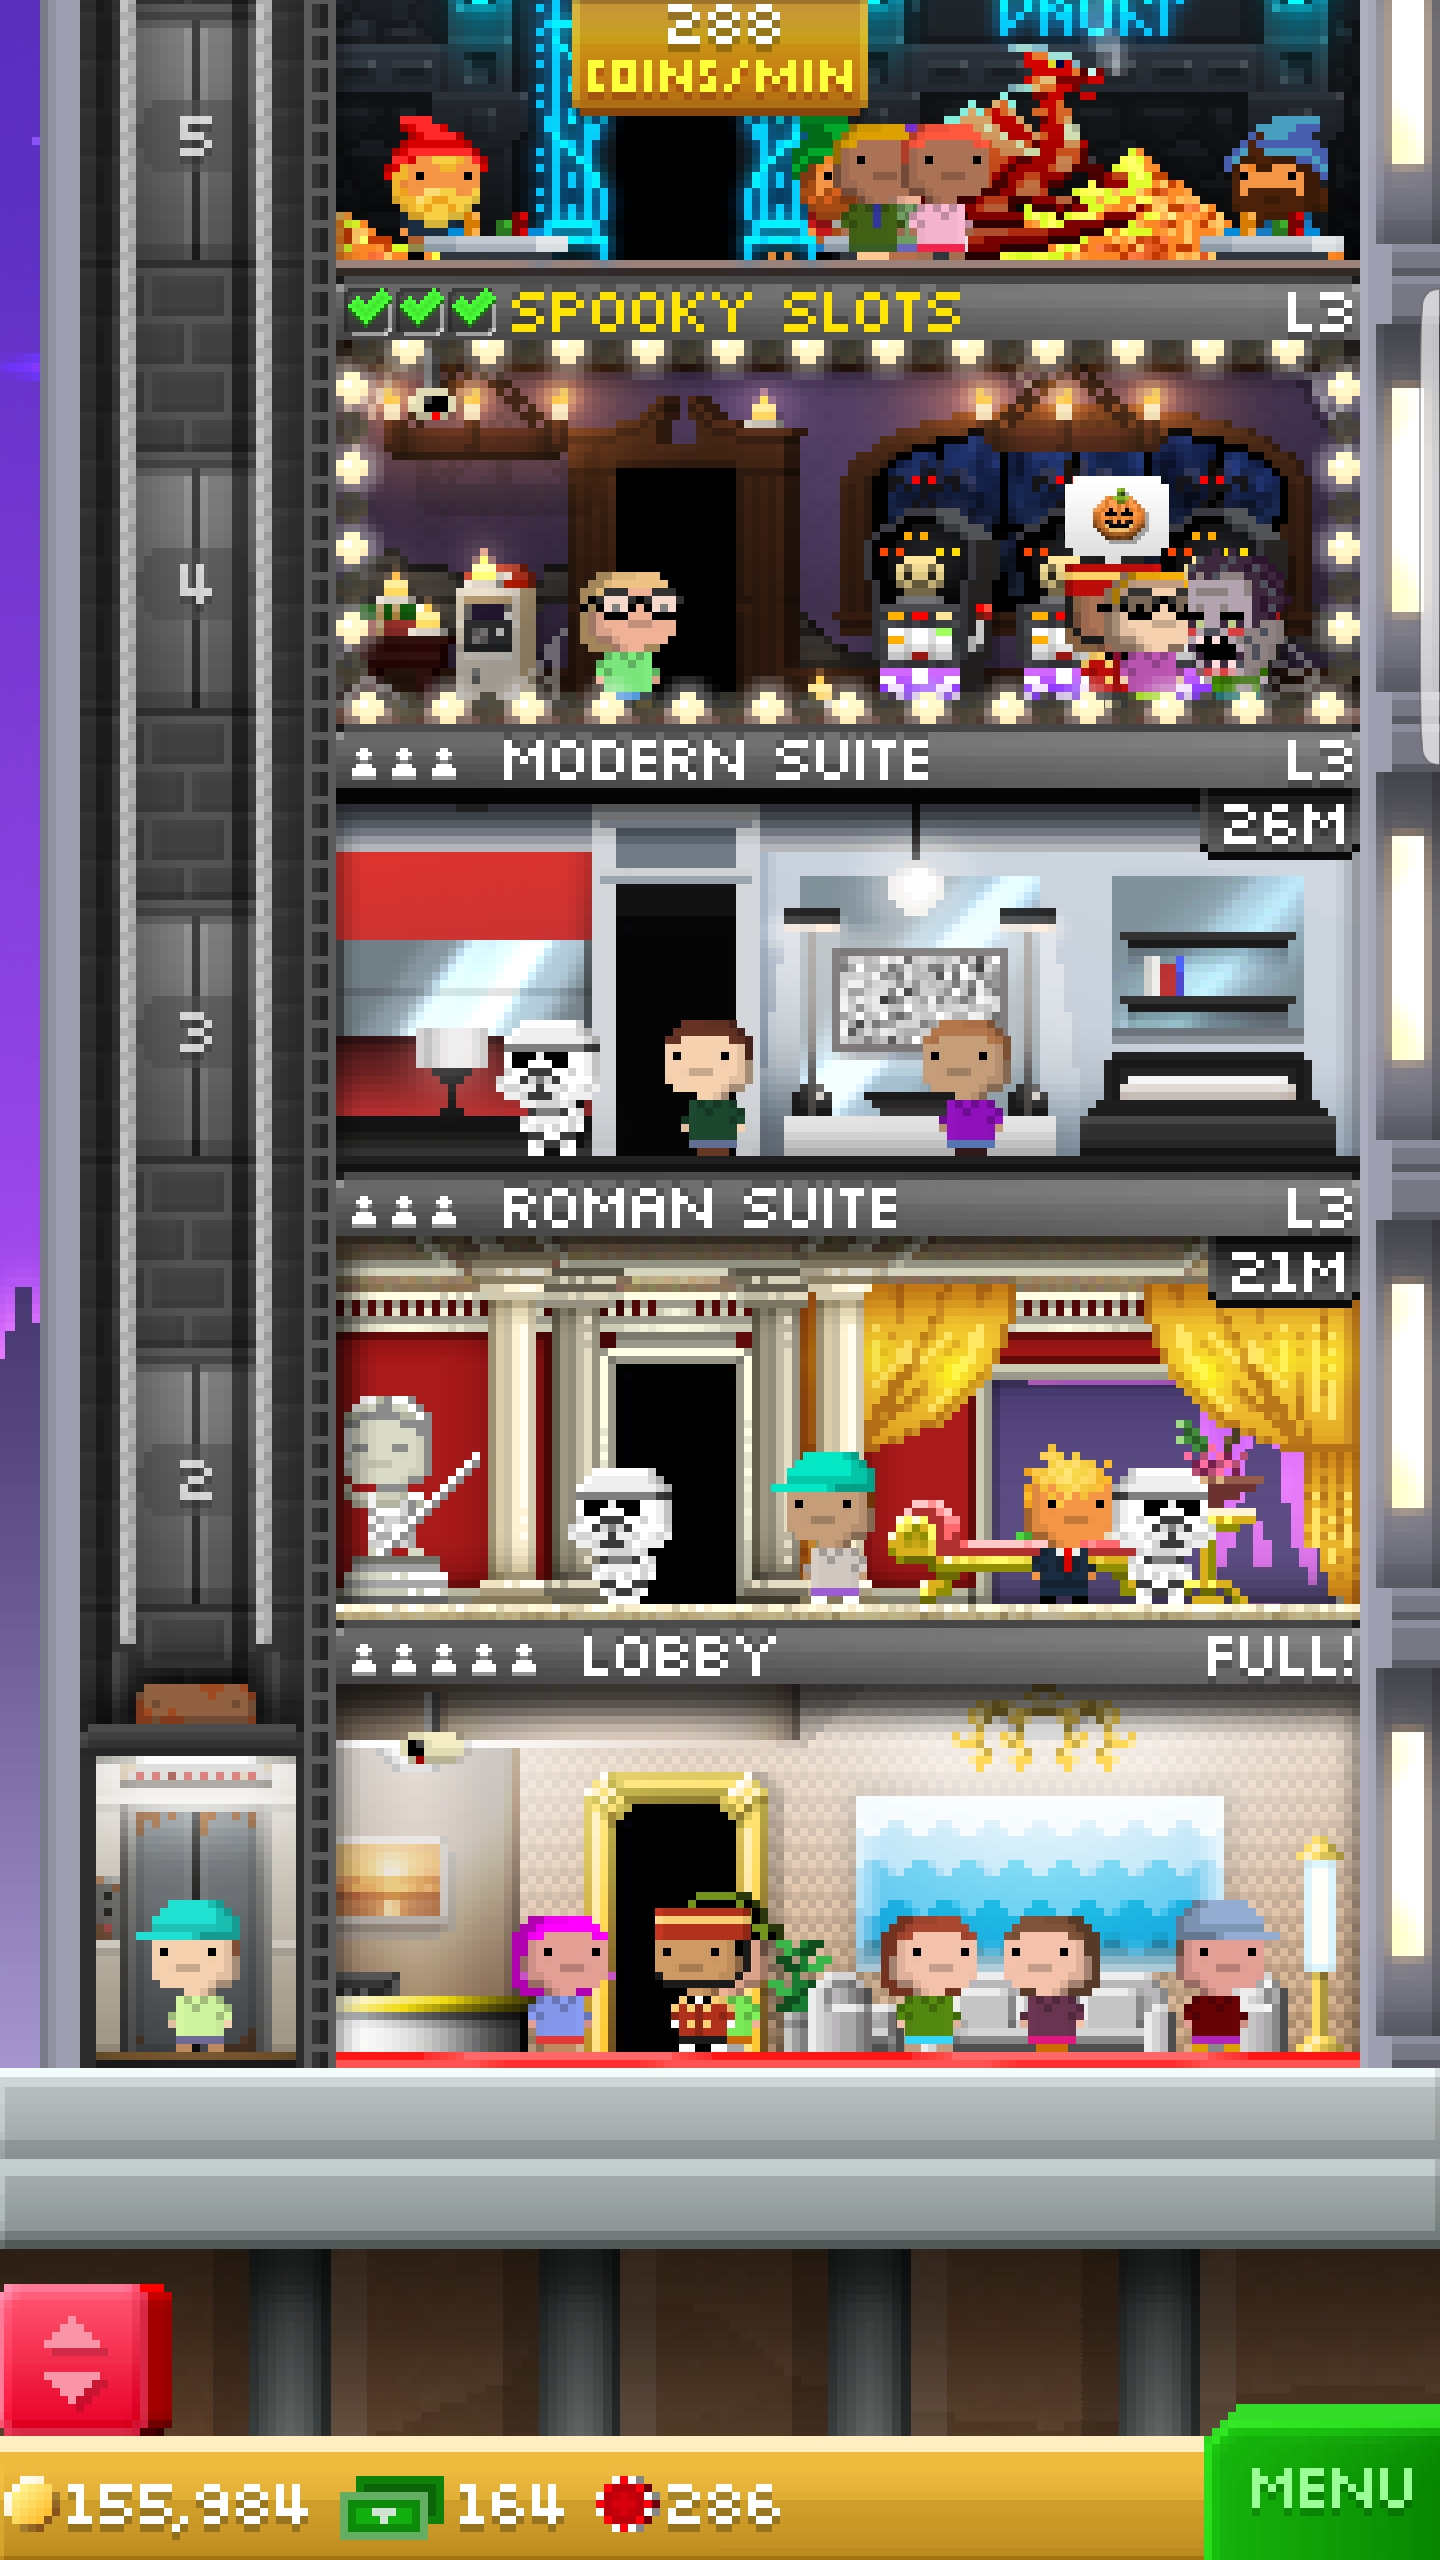 288
COINS/MIN
5
SPOOKY SLOTS L3
4
MODERN SUITE L3
26M
3
ROMAN SUITE L3
21M
2
LOBBY FULL!
155,984 164 286
MENU